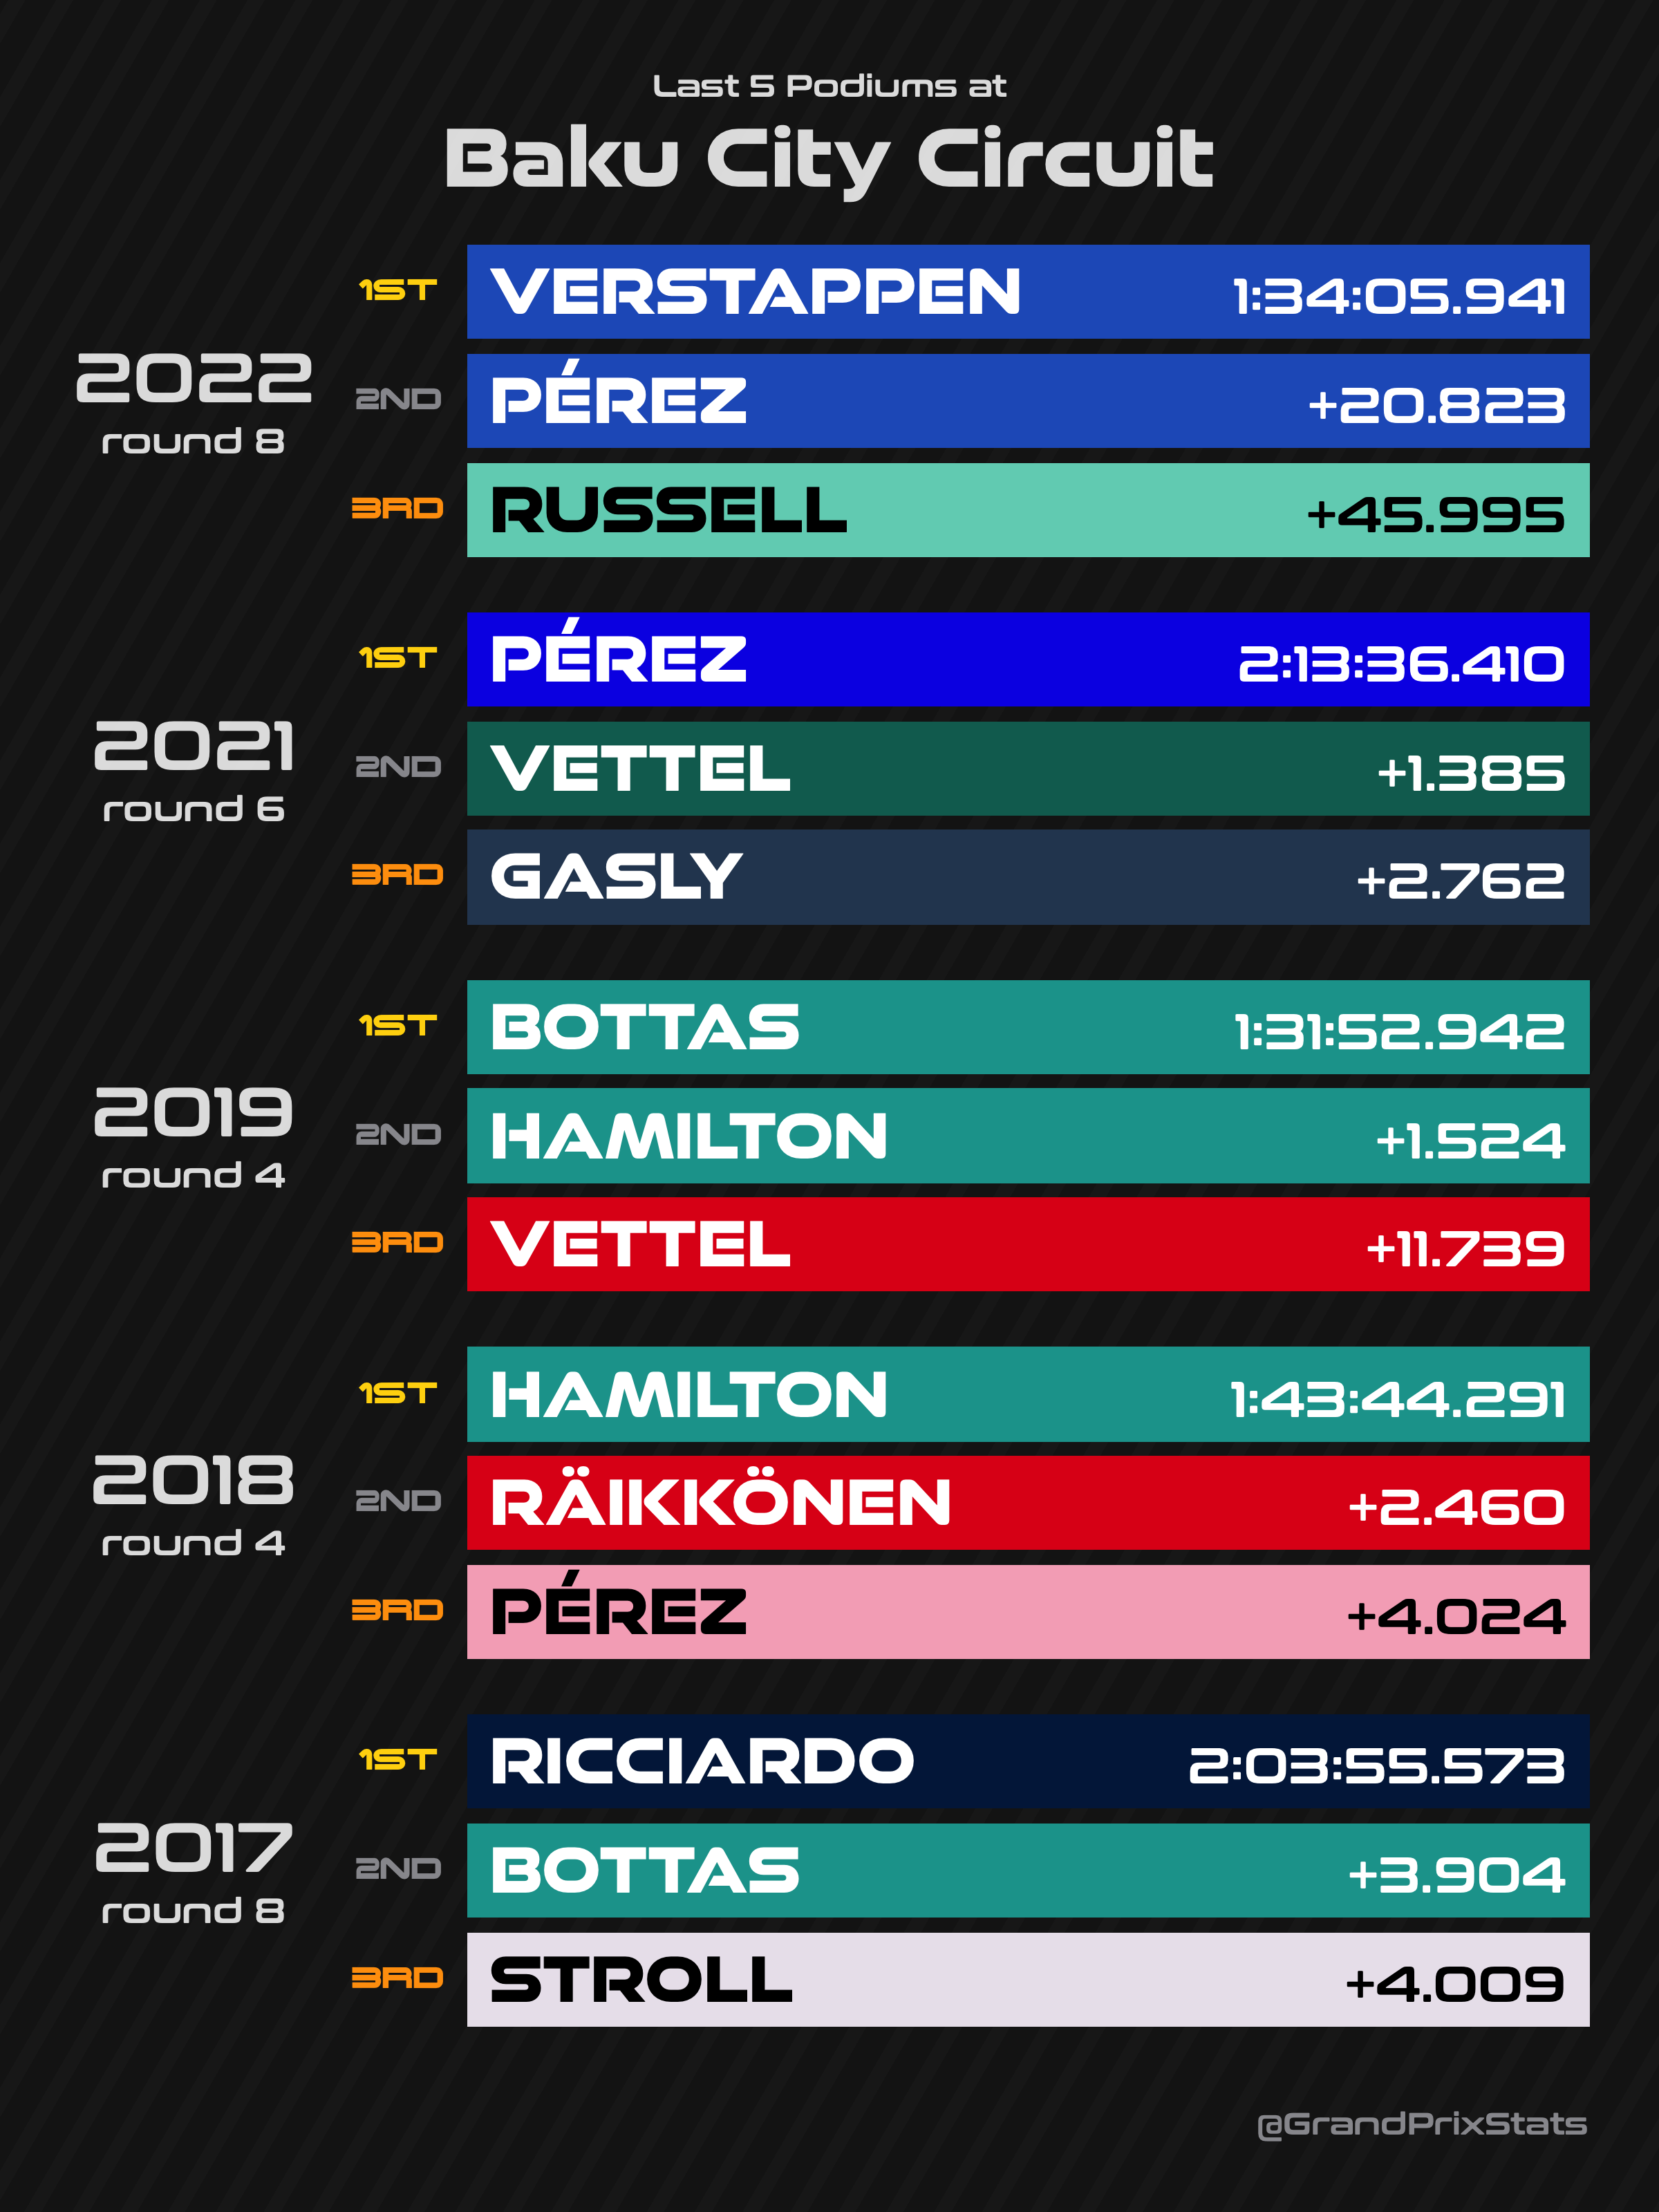 Last 5 Podiums at
Baku City Circuit
2022
round 8
1ST VERSTAPPEN 1:34:05.941
2ND PÉREZ +20.823
3RD RUSSELL +45.995
2021
round 6
1ST PÉREZ 2:13:36.410
2ND VETTEL +1.385
3RD GASLY +2.762
2019
round 4
1ST BOTTAS 1:31:52.942
2ND HAMILTON +1.524
3RD VETTEL +11.739
2018
round 4
1ST HAMILTON 1:43:44.291
2ND RÄIKKÖNEN +2.460
3RD PÉREZ +4.024
2017
round 8
1ST RICCIARDO 2:03:55.573
2ND BOTTAS +3.904
3RD STROLL +4.009
@GrandPrixStats